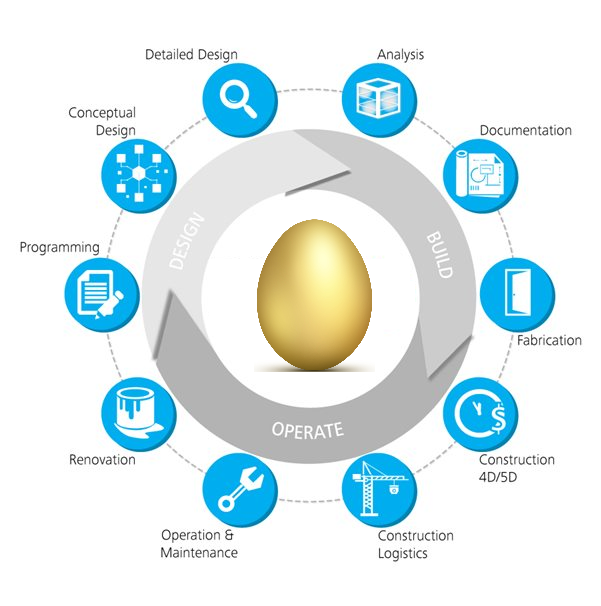 Detailed Design
Analysis
Conceptual
Design
Documentation
DESIGN
BUILD
Programming
Fabrication
OPERATE
Renovation
Construction
4D/5D
Operation &
Maintenance
Construction
Logistics